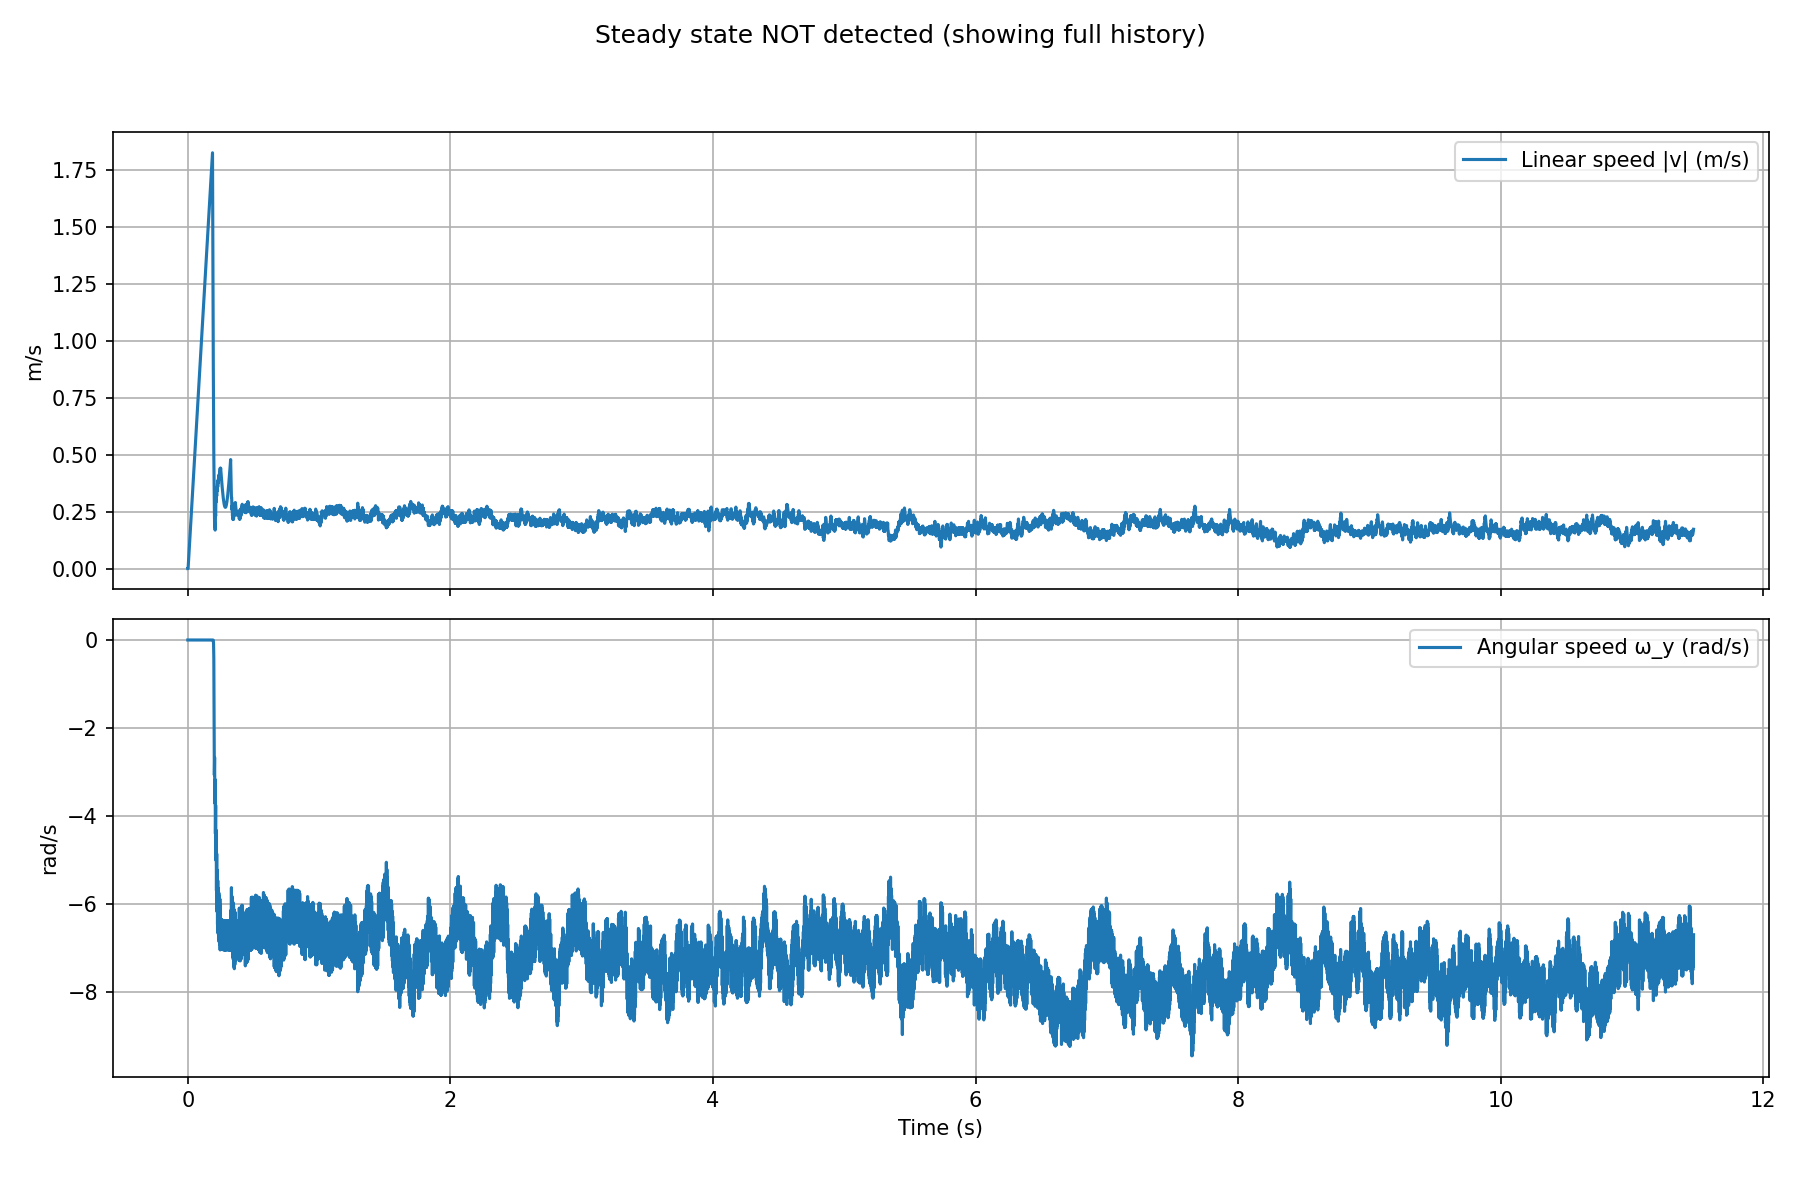 Steady state NOT detected (showing full history)
Linear speed |v| (m/s)
1.75
1.50
1.25
1.00
0.75
0.50
0.25
0.00
m/s
Angular speed ω_y (rad/s)
0
−2
−4
−6
−8
rad/s
0 2 4 6 8 10 12
Time (s)